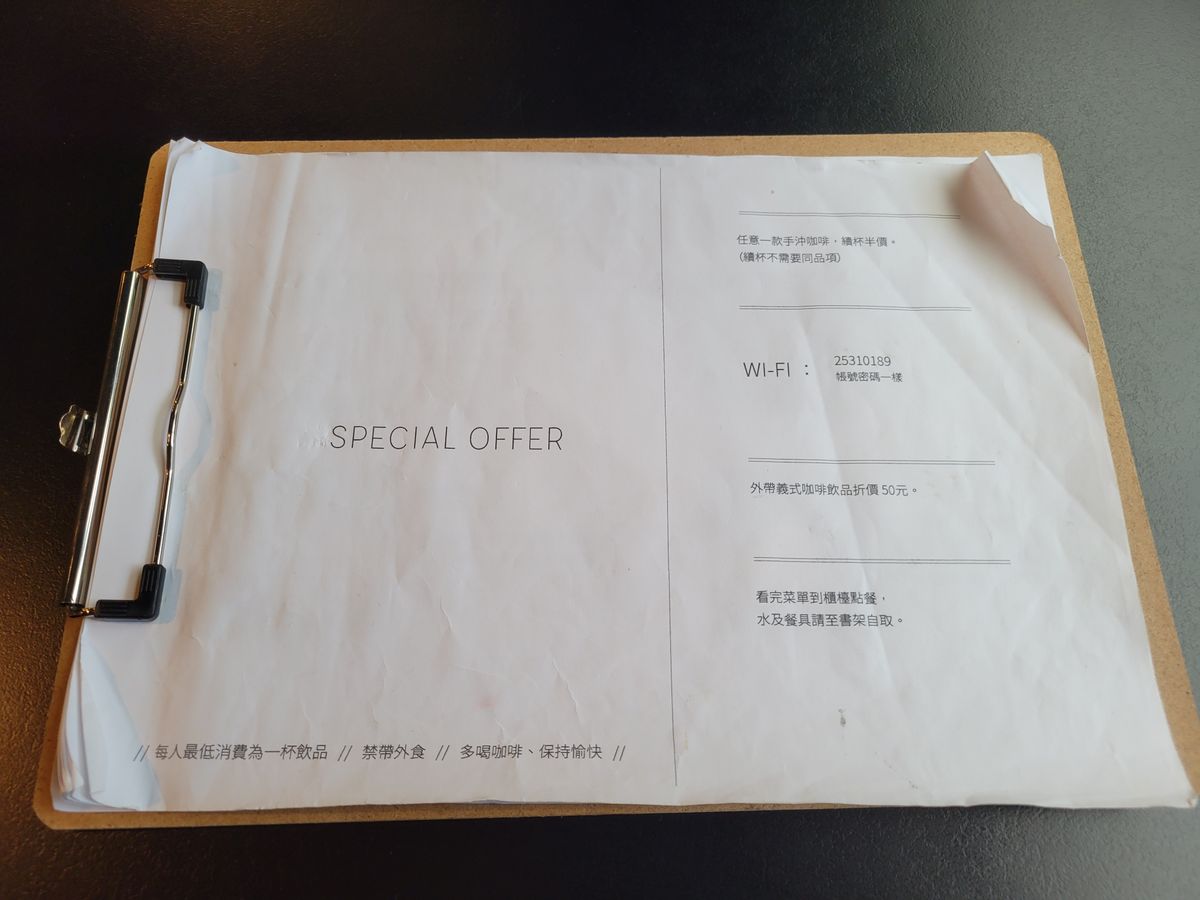 SPECIAL OFFER
// 每人最低消費為一杯飲品 // 禁帶外食 // 多喝咖啡、保持愉快 //
任意一款手沖咖啡，續杯半價。
(續杯不需要同品項)
WI-FI： 25310189
帳號密碼一樣
外帶義式咖啡飲品折價 50元。
看完菜單到櫃檯點餐，
水及餐具請至書架自取。